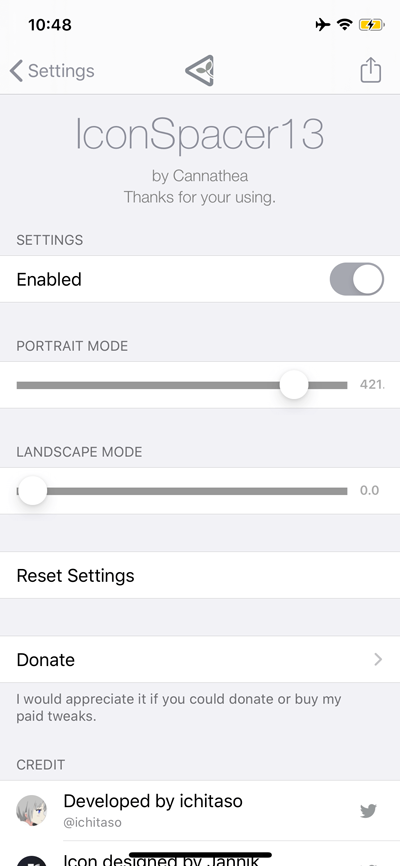 10:48
Settings
IconSpacer13
by Cannathea
Thanks for your using.
SETTINGS
Enabled
PORTRAIT MODE
421.
LANDSCAPE MODE
0.0
Reset Settings
Donate
I would appreciate it if you could donate or buy my
paid tweaks.
CREDIT
Developed by ichitaso
@ichitaso
Icon designed by Jannik